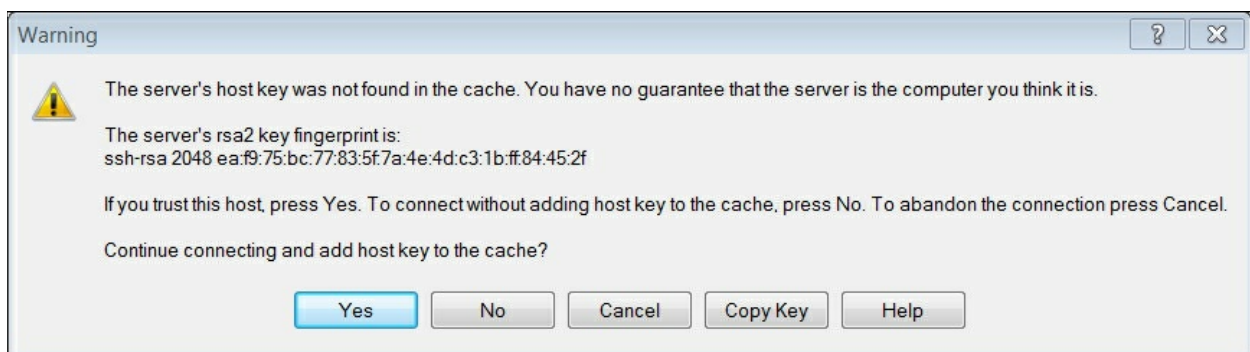 Warning
The server's host key was not found in the cache. You have no guarantee that the server is the computer you think it is.
The server's rsa2 key fingerprint is:
ssh-rsa 2048 ea:f9:75:bc:77:83:5f:7a:4e:4d:c3:1b:ff:84:45:2f
If you trust this host, press Yes. To connect without adding host key to the cache, press No. To abandon the connection press Cancel.
Continue connecting and add host key to the cache?
Yes No Cancel Copy Key Help